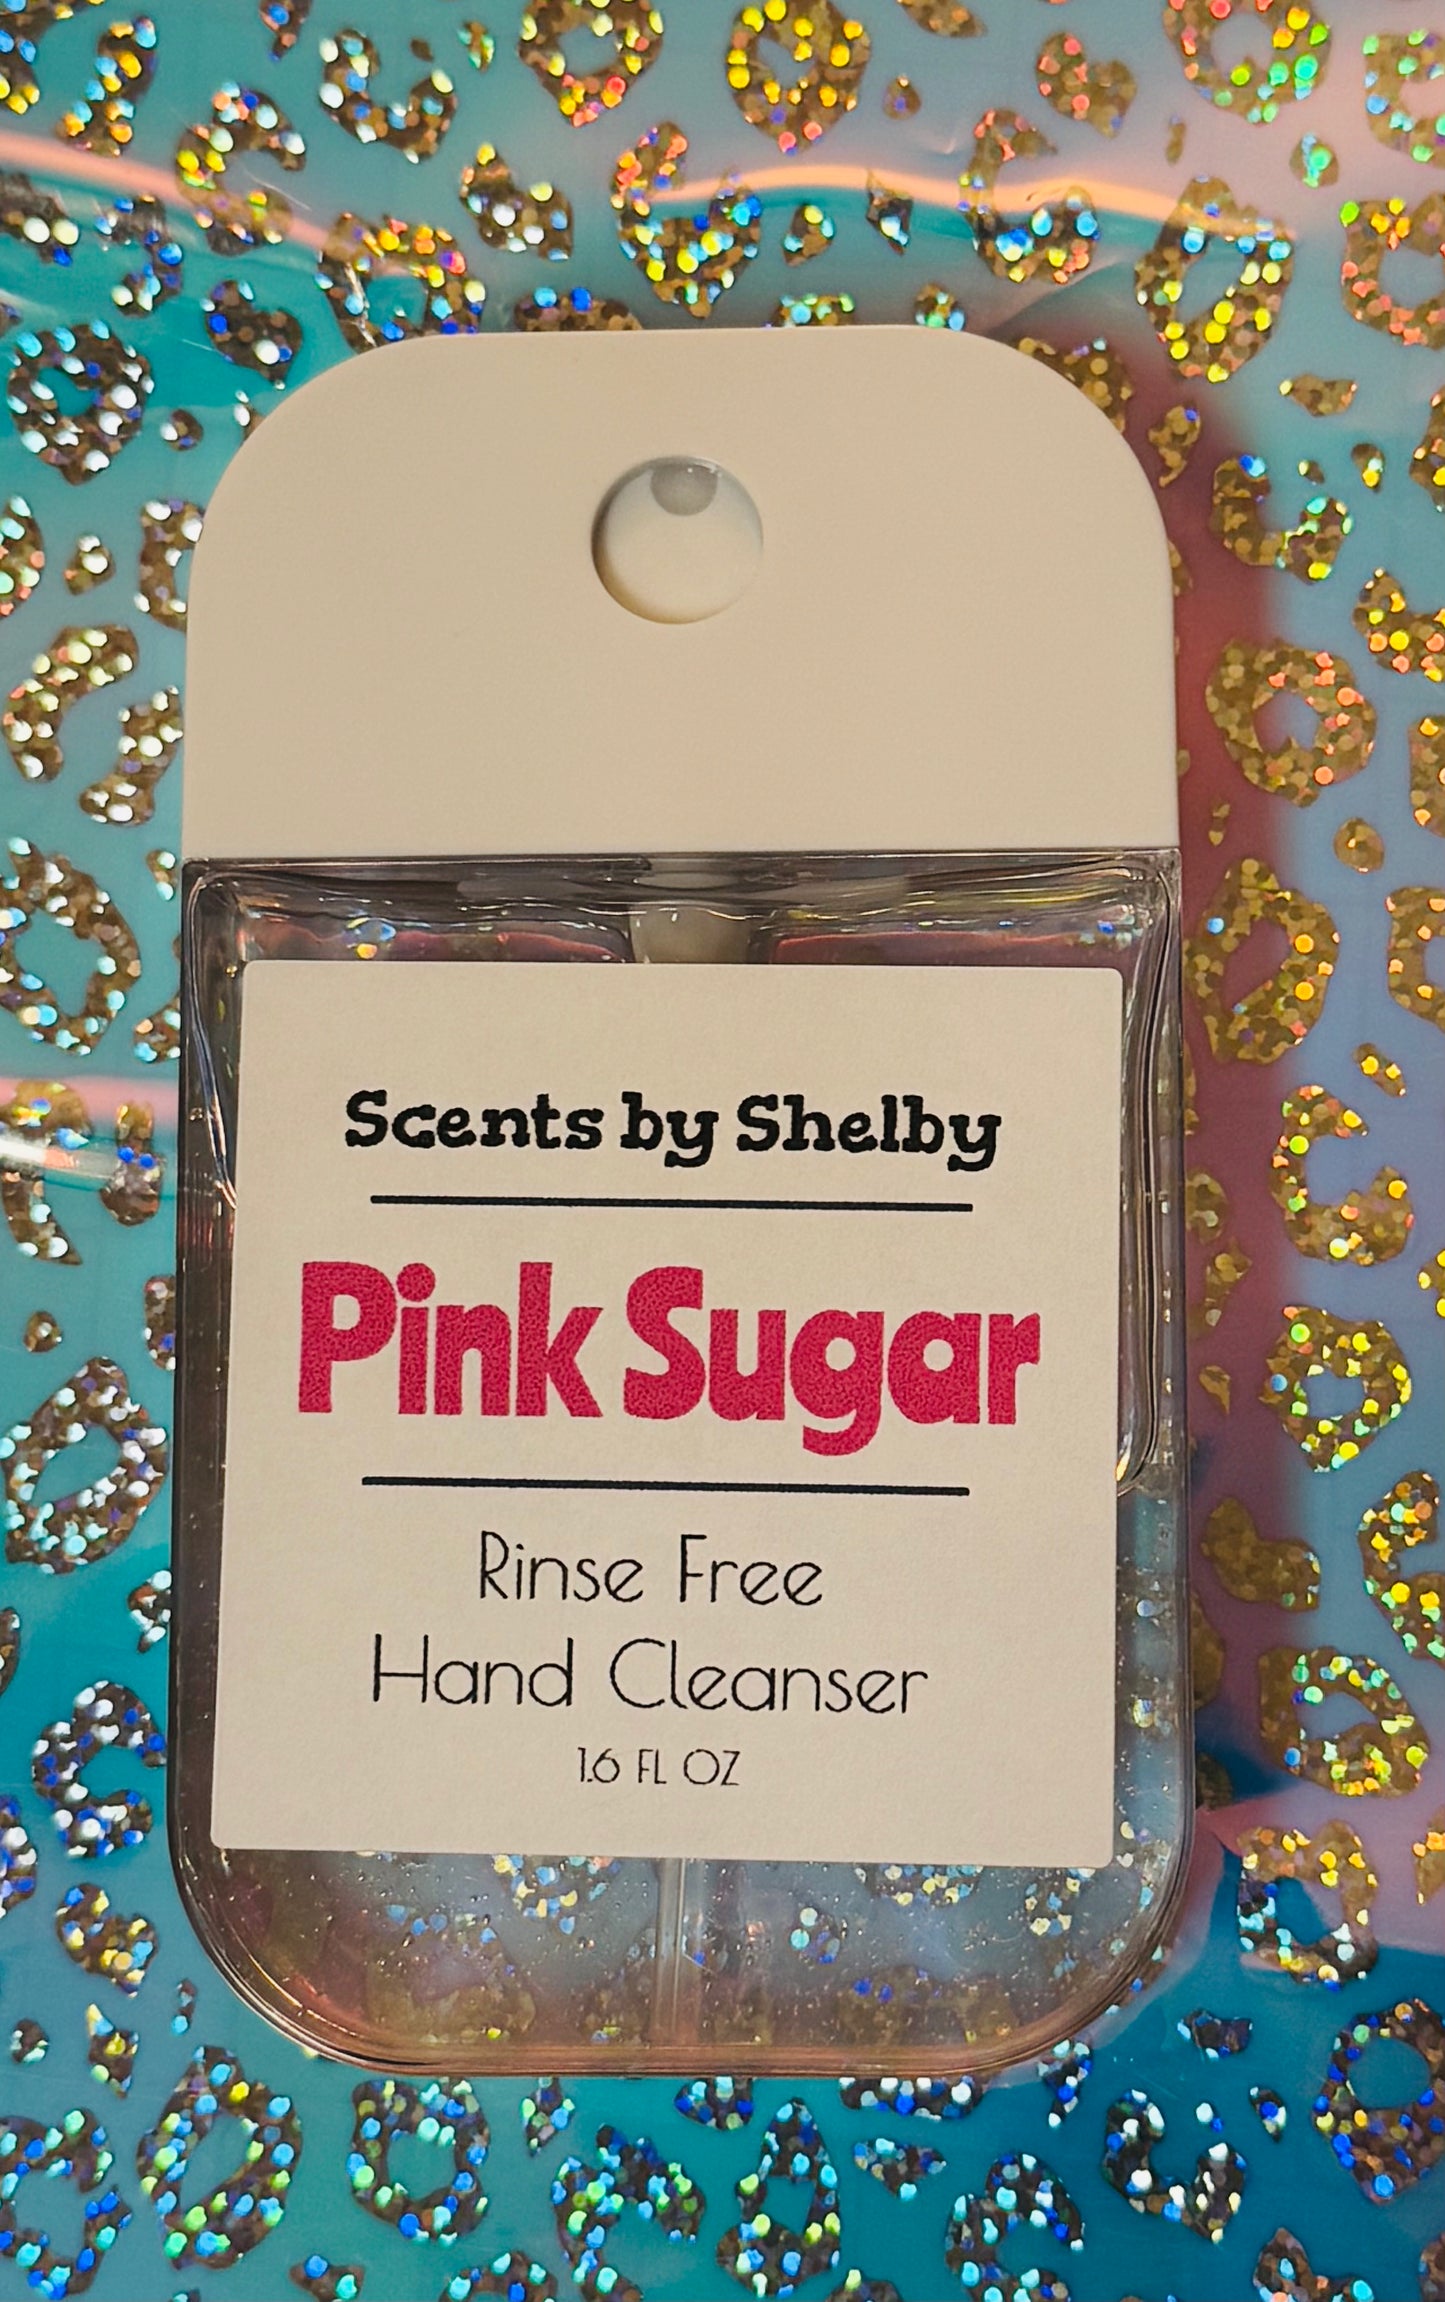 Scents by Shelby
Pink Sugar
Rinse Free
Hand Cleanser
1.6 FL OZ